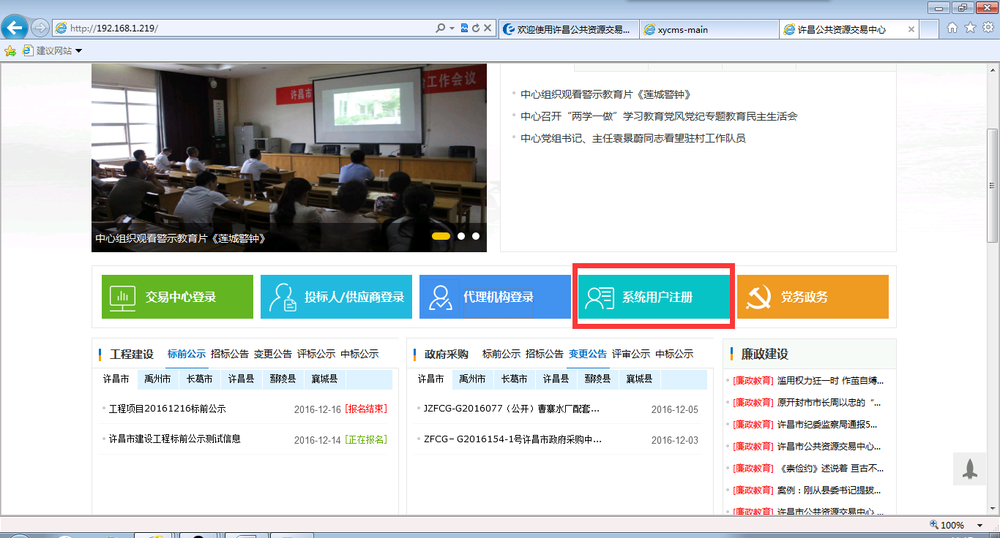 http://192.168.1.219/
欢迎使用许昌公共资源交易...
xycms-main
许昌公共资源交易中心
建议网站
许昌市
台工作会议
中心组织观看警示教育片《莲城警钟》
中心组织观看警示教育片《莲城警钟》
中心召开“两学一做”学习教育党风党纪专题教育民主生活会
中心党组书记、主任袁景蔚同志看望驻村工作队员
交易中心登录
投标人/供应商登录
代理机构登录
系统用户注册
党务政务
工程建设 标前公示 招标公告 变更公告 评标公示 中标公示
许昌市 禹州市 长葛市 许昌县 鄢陵县 襄城县
工程项目20161216标前公示 2016-12-16 [报名结束]
许昌市建设工程标前公示测试信息 2016-12-14 [正在报名]
政府采购 标前公示 招标公告 变更公告 评审公示 中标公示
许昌市 禹州市 长葛市 许昌县 鄢陵县 襄城县
JZFCG-G2016077（公开）曹寨水厂配套... 2016-12-05
ZFCG－G2016154-1号许昌市政府采购中... 2016-12-03
廉政建设
[廉政教育] 滥用权力狂一时 作茧自缚...
[廉政教育] 原开封市市长周以忠的“...
[廉政教育] 许昌市纪委监察局通报5...
[廉政教育] 许昌市公共资源交易中心...
[廉政教育] 《崇俭约》述说着 亘古不...
[廉政教育] 案例：刚从县委书记提拔...
[廉政教育] 许昌市公共资源交易中心 ...
100%